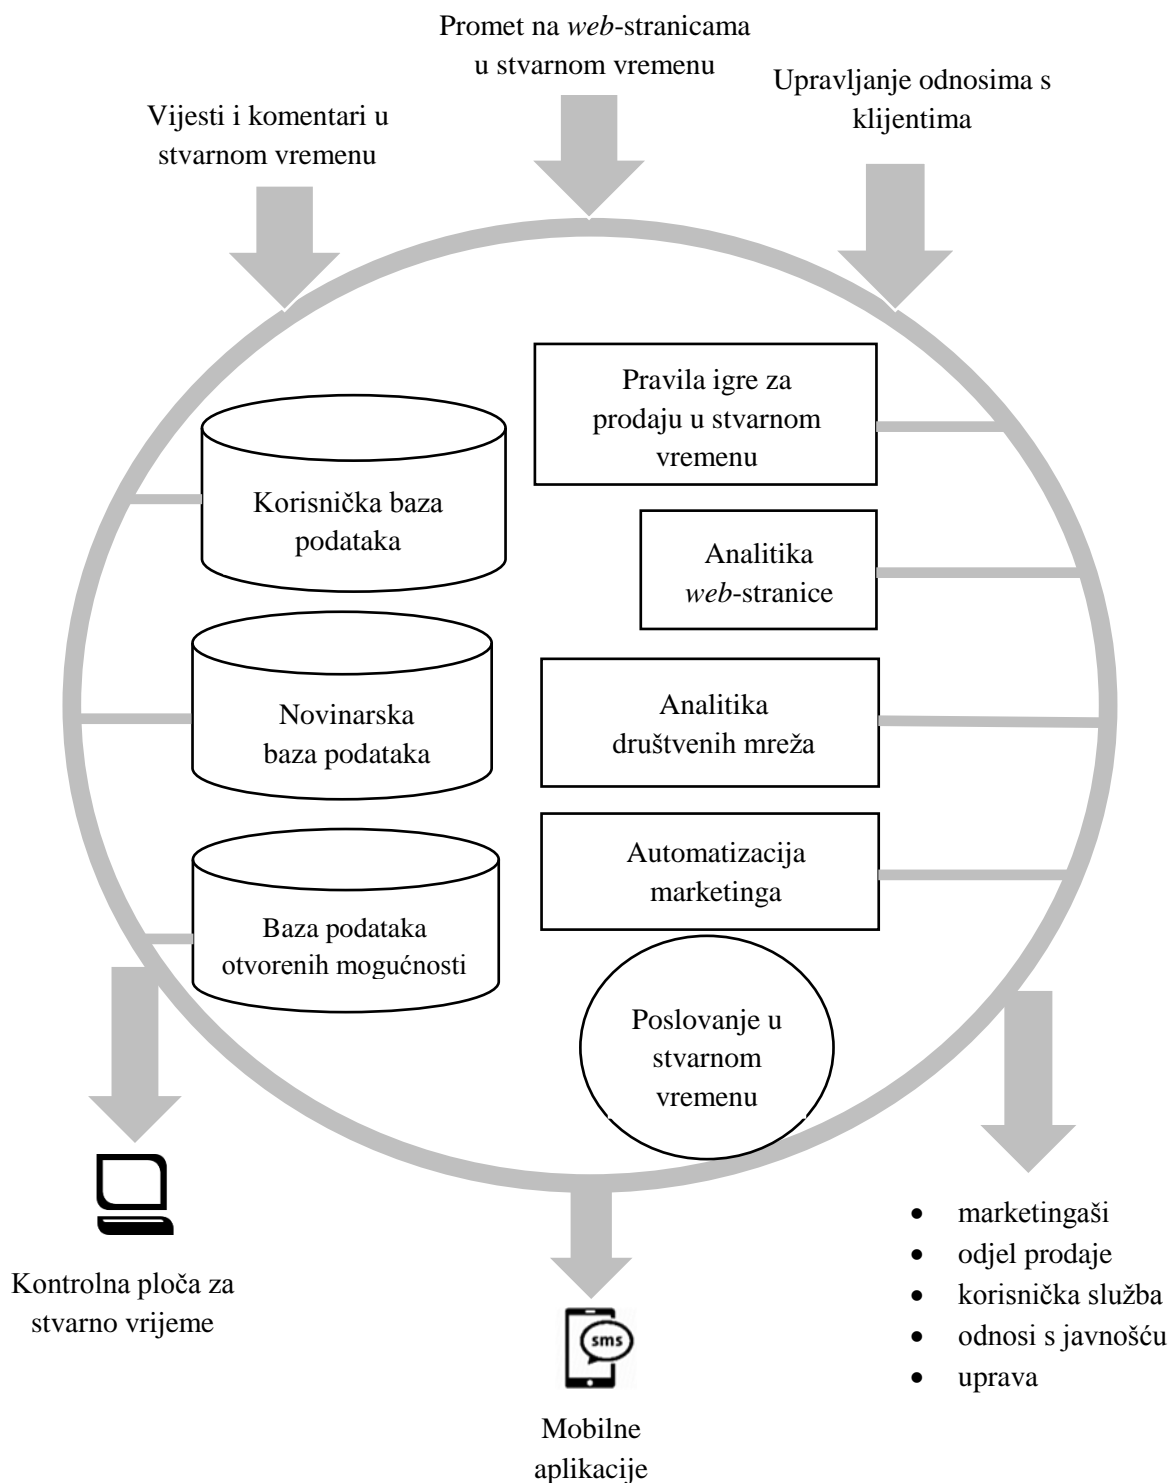 Promet na web-stranicama
u stvarnom vremenu
Upravljanje odnosima s
klijentima
Vijesti i komentari u
stvarnom vremenu
Pravila igre za
prodaju u stvarnom
vremenu
Korisnička baza
podataka
Analitika
web-stranice
Novinarska
baza podataka
Analitika
društvenih mreža
Automatizacija
marketinga
Baza podataka
otvorenih mogućnosti
Poslovanje u
stvarnom
vremenu
Kontrolna ploča za
stvarno vrijeme
sms
Mobilne
aplikacije
• marketingaši
• odjel prodaje
• korisnička služba
• odnosi s javnošću
• uprava